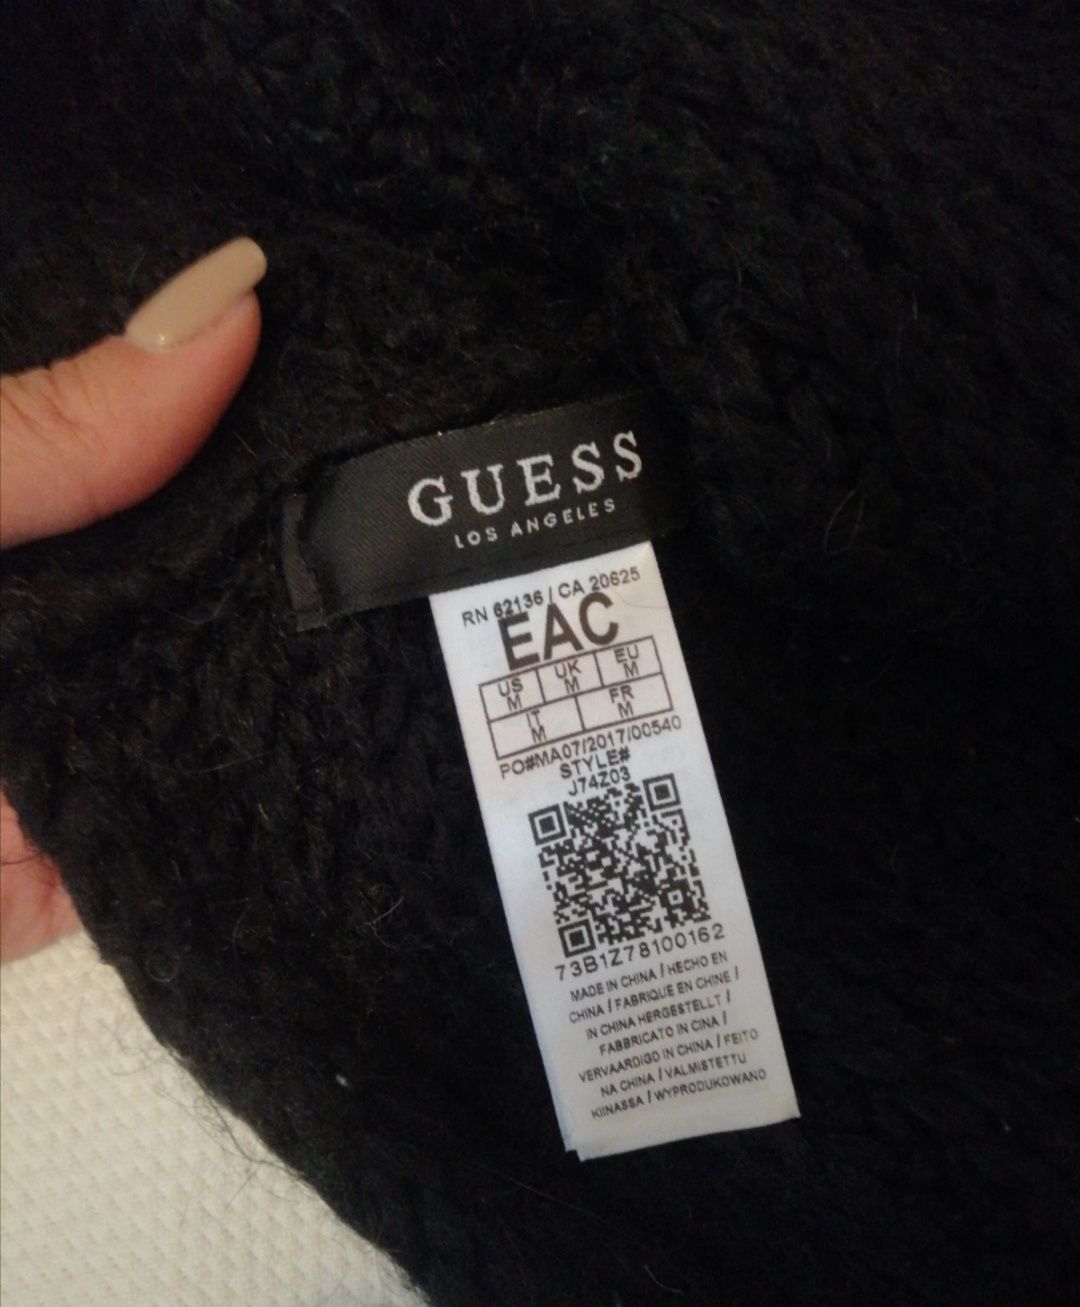 GUESS
LOS ANGELES
RN 62136 / CA 20625
EAC
US UK EU
M M M
IT FR
M M
PO#MA07/2017/00540
STYLE#
J74Z03
73B1Z78100162
MADE IN CHINA / HECHO EN
CHINA / FABRIQUE EN CHINE /
IN CHINA HERGESTELLT /
FABBRICATO IN CINA /
VERVAARDIGD IN CHINA / FEITO
NA CHINA / VALMISTETTU
KIINASSA / WYPRODUKOWANO